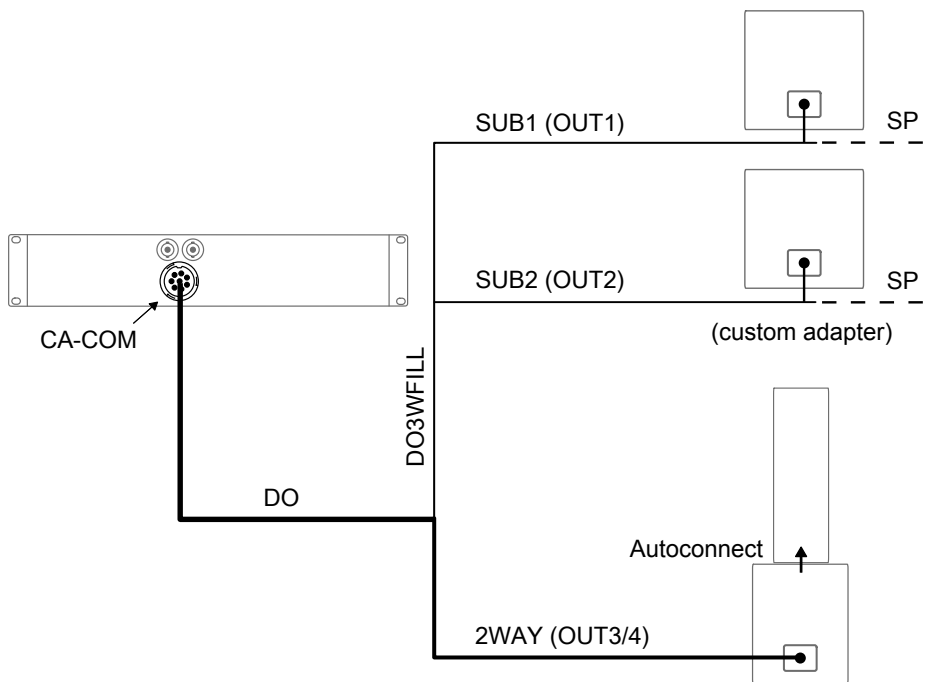 SUB1 (OUT1)
SP
SUB2 (OUT2)
SP
CA-COM
(custom adapter)
DO3WFILL
DO
Autoconnect
2WAY (OUT3/4)